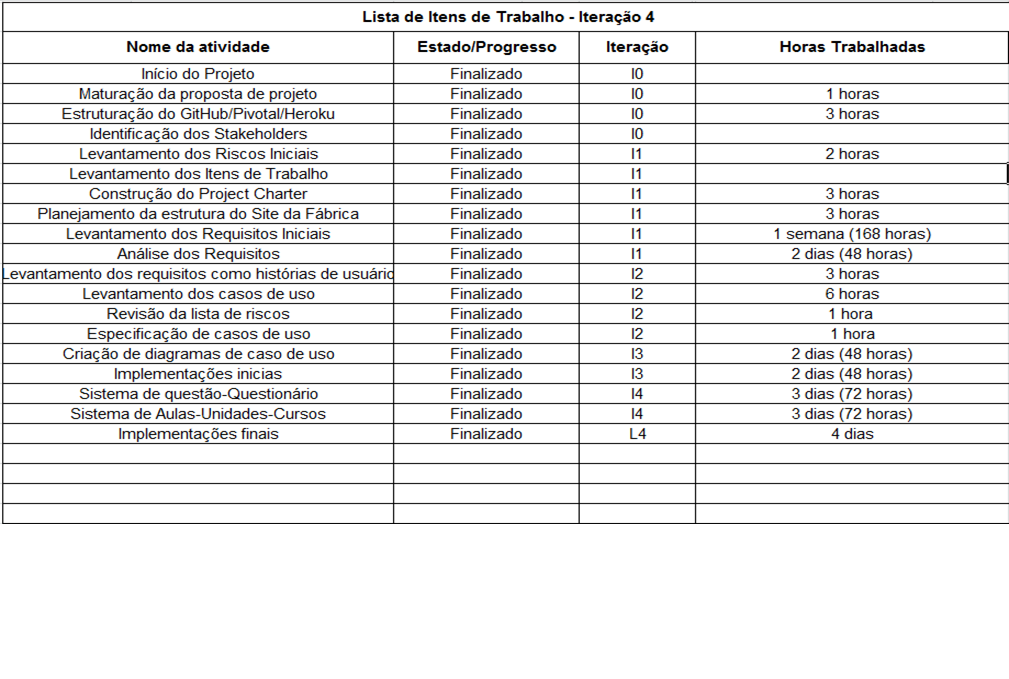 Lista de Itens de Trabalho - Iteração 4
Nome da atividade Estado/Progresso Iteração Horas Trabalhadas
Início do Projeto Finalizado I0
Maturação da proposta de projeto Finalizado I0 1 horas
Estruturação do GitHub/Pivotal/Heroku Finalizado I0 3 horas
Identificação dos Stakeholders Finalizado I0
Levantamento dos Riscos Iniciais Finalizado I1 2 horas
Levantamento dos Itens de Trabalho Finalizado I1
Construção do Project Charter Finalizado I1 3 horas
Planejamento da estrutura do Site da Fábrica Finalizado I1 3 horas
Levantamento dos Requisitos Iniciais Finalizado I1 1 semana (168 horas)
Análise dos Requisitos Finalizado I1 2 dias (48 horas)
Levantamento dos requisitos como histórias de usuário Finalizado I2 3 horas
Levantamento dos casos de uso Finalizado I2 6 horas
Revisão da lista de riscos Finalizado I2 1 hora
Especificação de casos de uso Finalizado I2 1 hora
Criação de diagramas de caso de uso Finalizado I3 2 dias (48 horas)
Implementações inicias Finalizado I3 2 dias (48 horas)
Sistema de questão-Questionário Finalizado I4 3 dias (72 horas)
Sistema de Aulas-Unidades-Cursos Finalizado I4 3 dias (72 horas)
Implementações finais Finalizado L4 4 dias